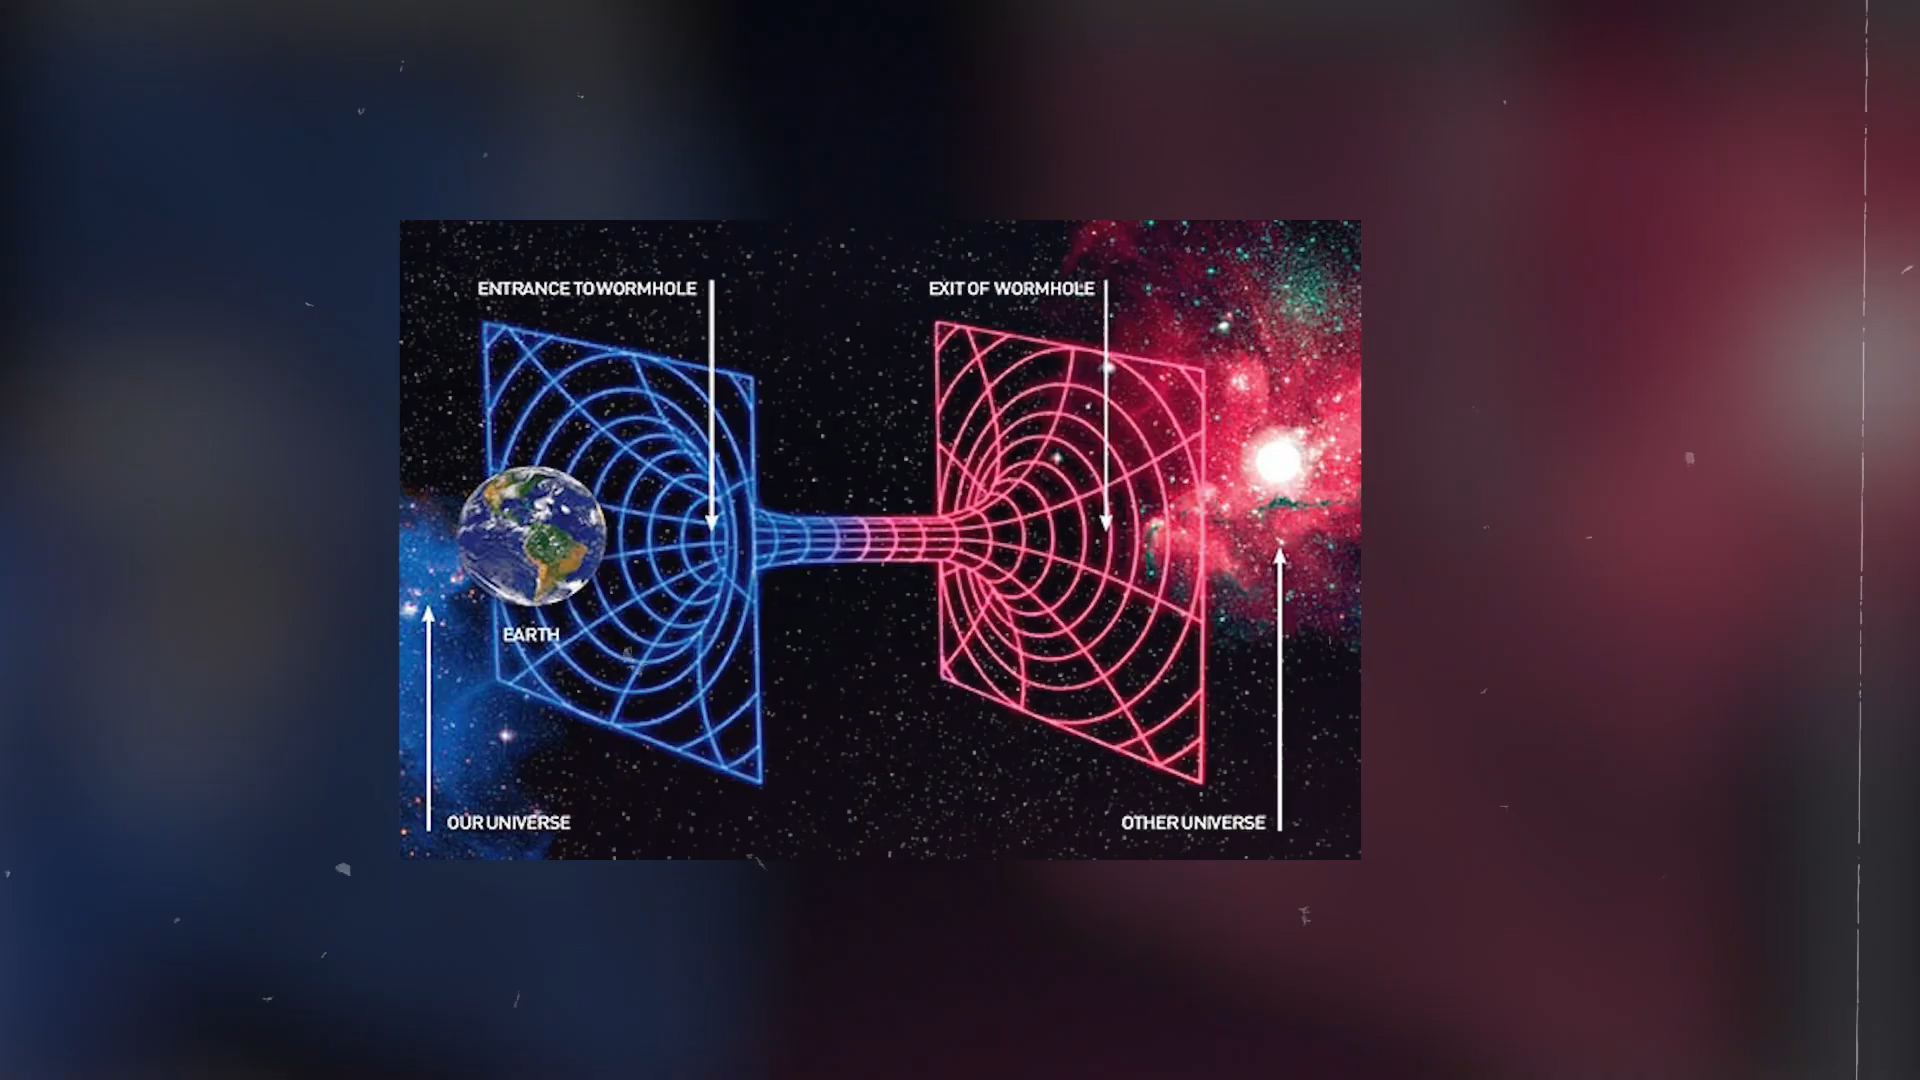 ENTRANCE TO WORMHOLE
EXIT OF WORMHOLE
EARTH
OUR UNIVERSE
OTHER UNIVERSE